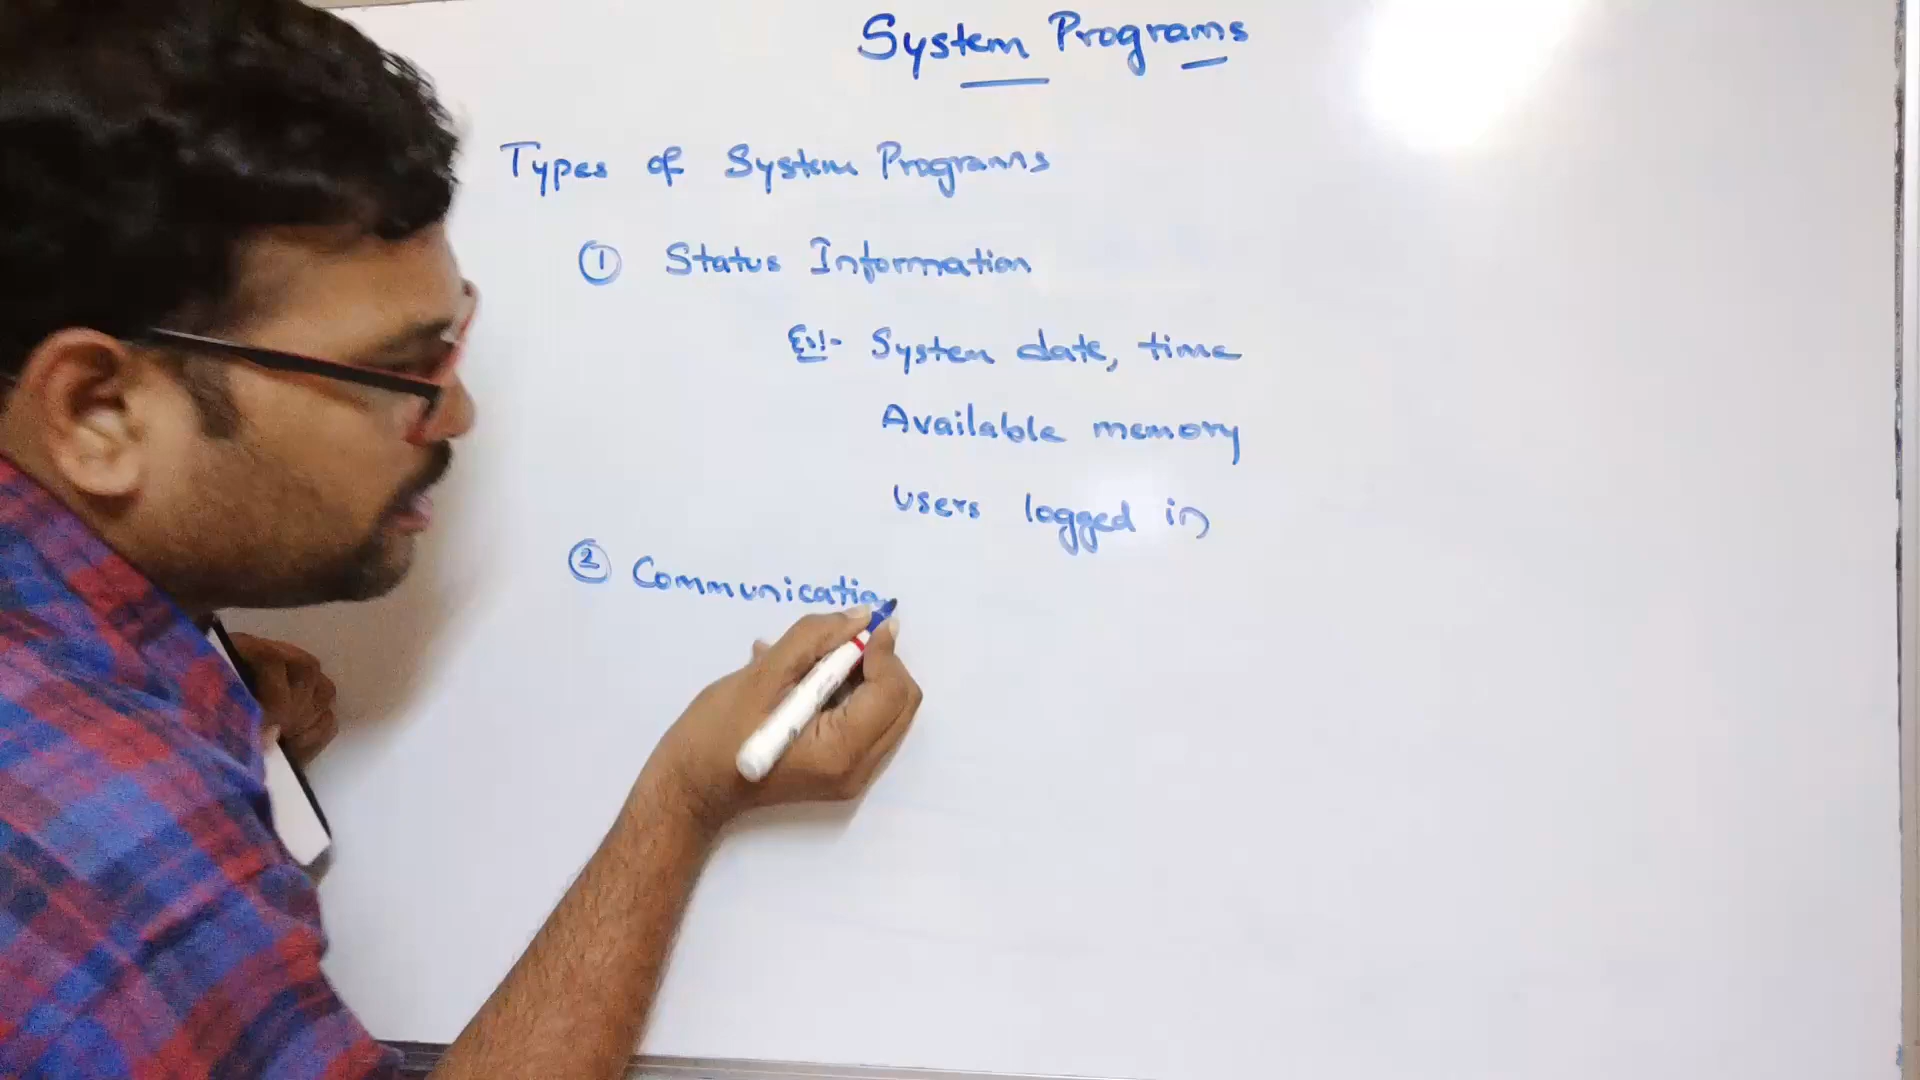 System Programs
Types of System Programs
① Status Information
Ex:- System date, time
Available memory
users logged in
② Communication